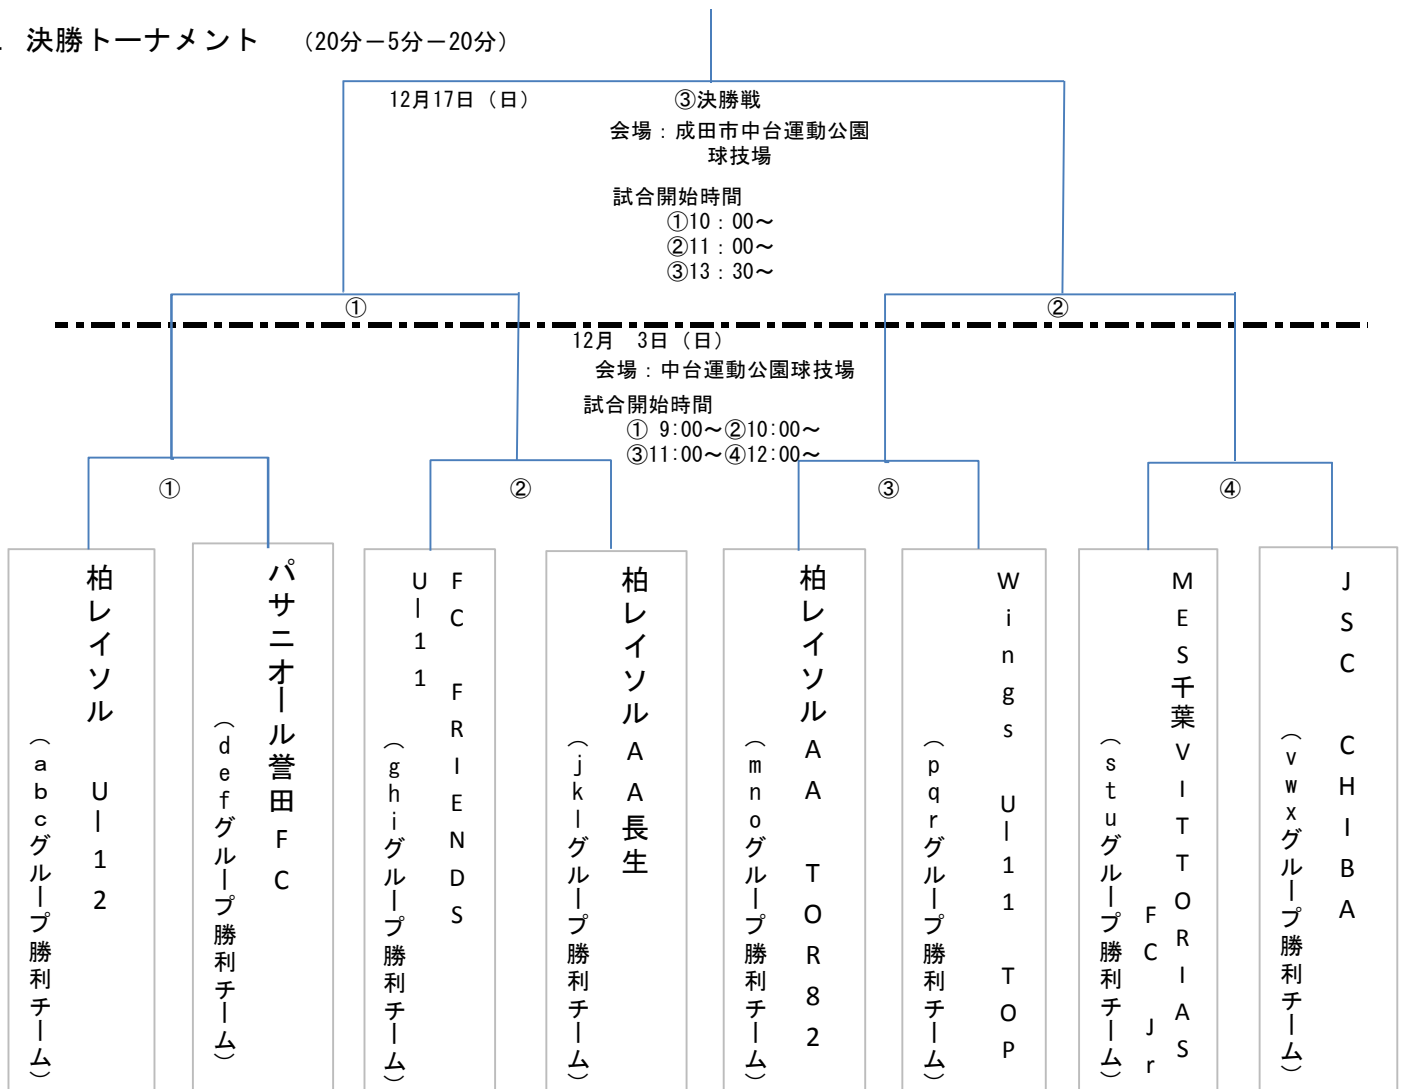 . 決勝トーナメント （20分－5分－20分）
12月17日（日） ③決勝戦
会場：成田市中台運動公園
球技場
試合開始時間
①10：00～
②11：00～
③13：30～
① ②
12月　3日（日）
会場：中台運動公園球技場
試合開始時間
① 9:00～②10:00～
③11:00～④12:00～
① ② ③ ④
柏レイソル　U－12
（abcグループ勝利チーム）
パサニオール誉田FC
（defグループ勝利チーム）
FC　FRIENDS
U－11
（ghiグループ勝利チーム）
柏レイソルAA長生
（jklグループ勝利チーム）
柏レイソルAA　TOR82
（mnoグループ勝利チーム）
Wings　U－11　TOP
（pqrグループ勝利チーム）
MES千葉VITTORIAS
FC　Jr
（stuグループ勝利チーム）
JSC　CHIBA
（vwxグループ勝利チーム）